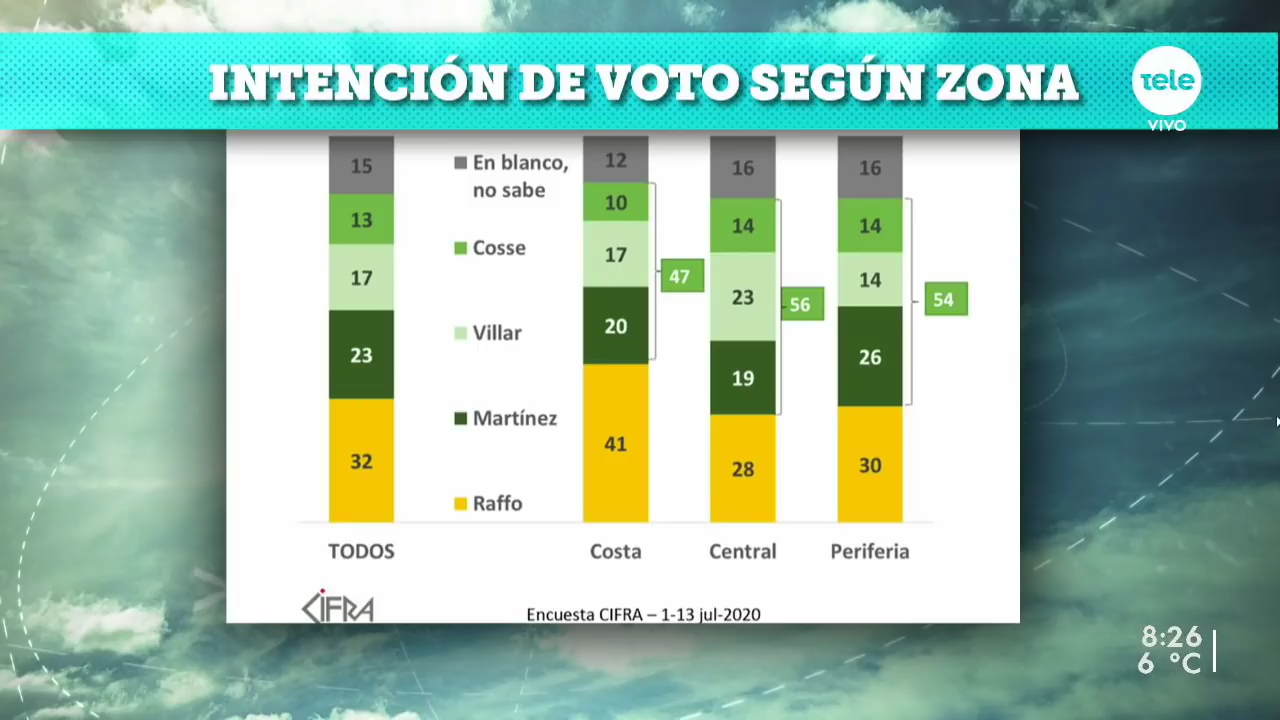 INTENCIÓN DE VOTO SEGÚN ZONA
tele
VIVO
15
13
17
23
32
En blanco,
no sabe
Cosse
Villar
Martínez
Raffo
12
10
17
20
41
47
16
14
23
19
28
56
16
14
14
26
30
54
TODOS
Costa
Central
Periferia
CIFRA
Encuesta CIFRA – 1-13 jul-2020
8:26
6 °C